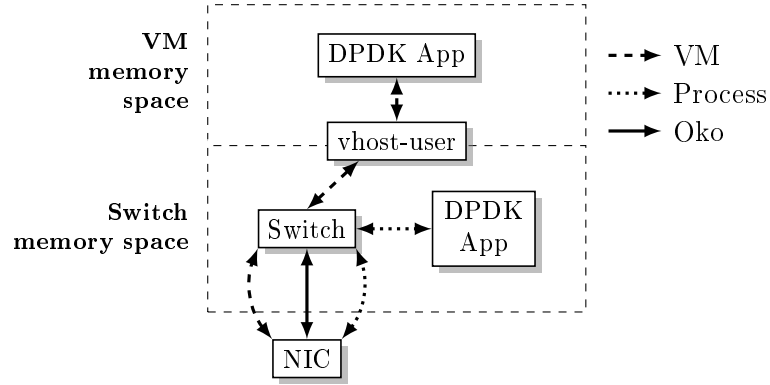 VM
memory
space
DPDK App
vhost-user
VM
Process
Oko
Switch
memory space
Switch
DPDK
App
NIC